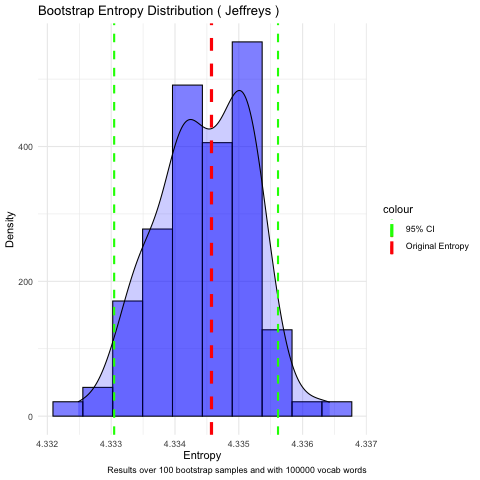 Bootstrap Entropy Distribution ( Jeffreys )
Density
400
200
0
4.332 4.333 4.334 4.335 4.336 4.337
Entropy
Results over 100 bootstrap samples and with 100000 vocab words
colour
95% CI
Original Entropy